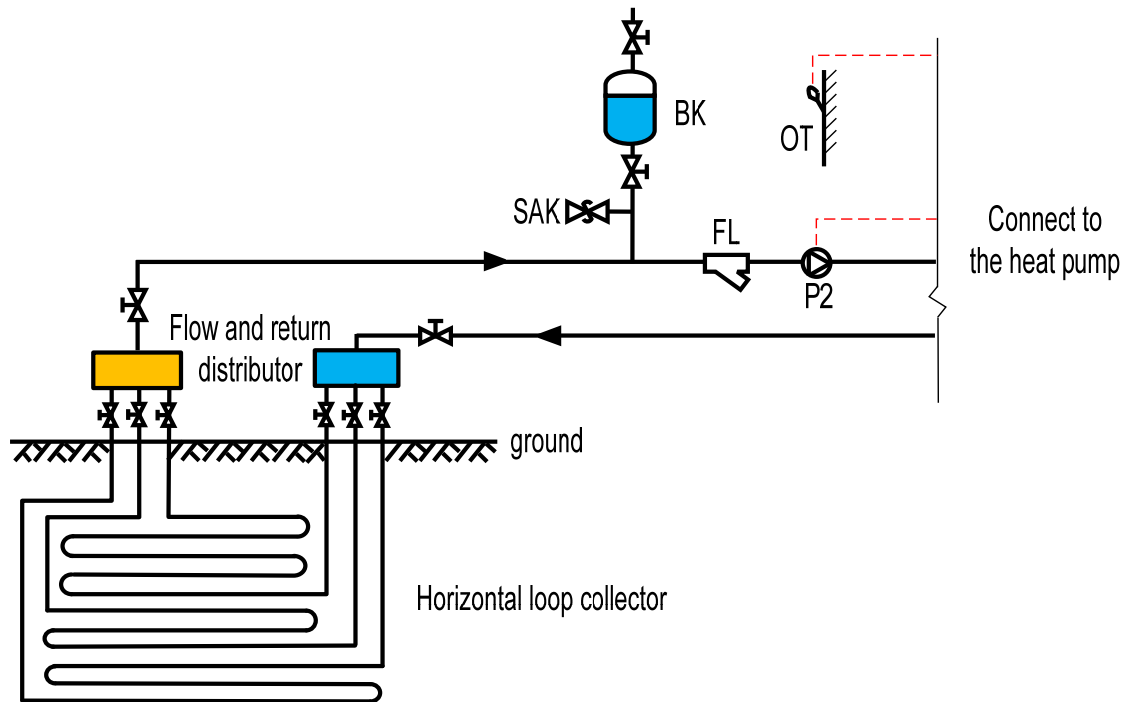 BK
OT
SAK
FL
Connect to
the heat pump
P2
Flow and return
distributor
ground
Horizontal loop collector